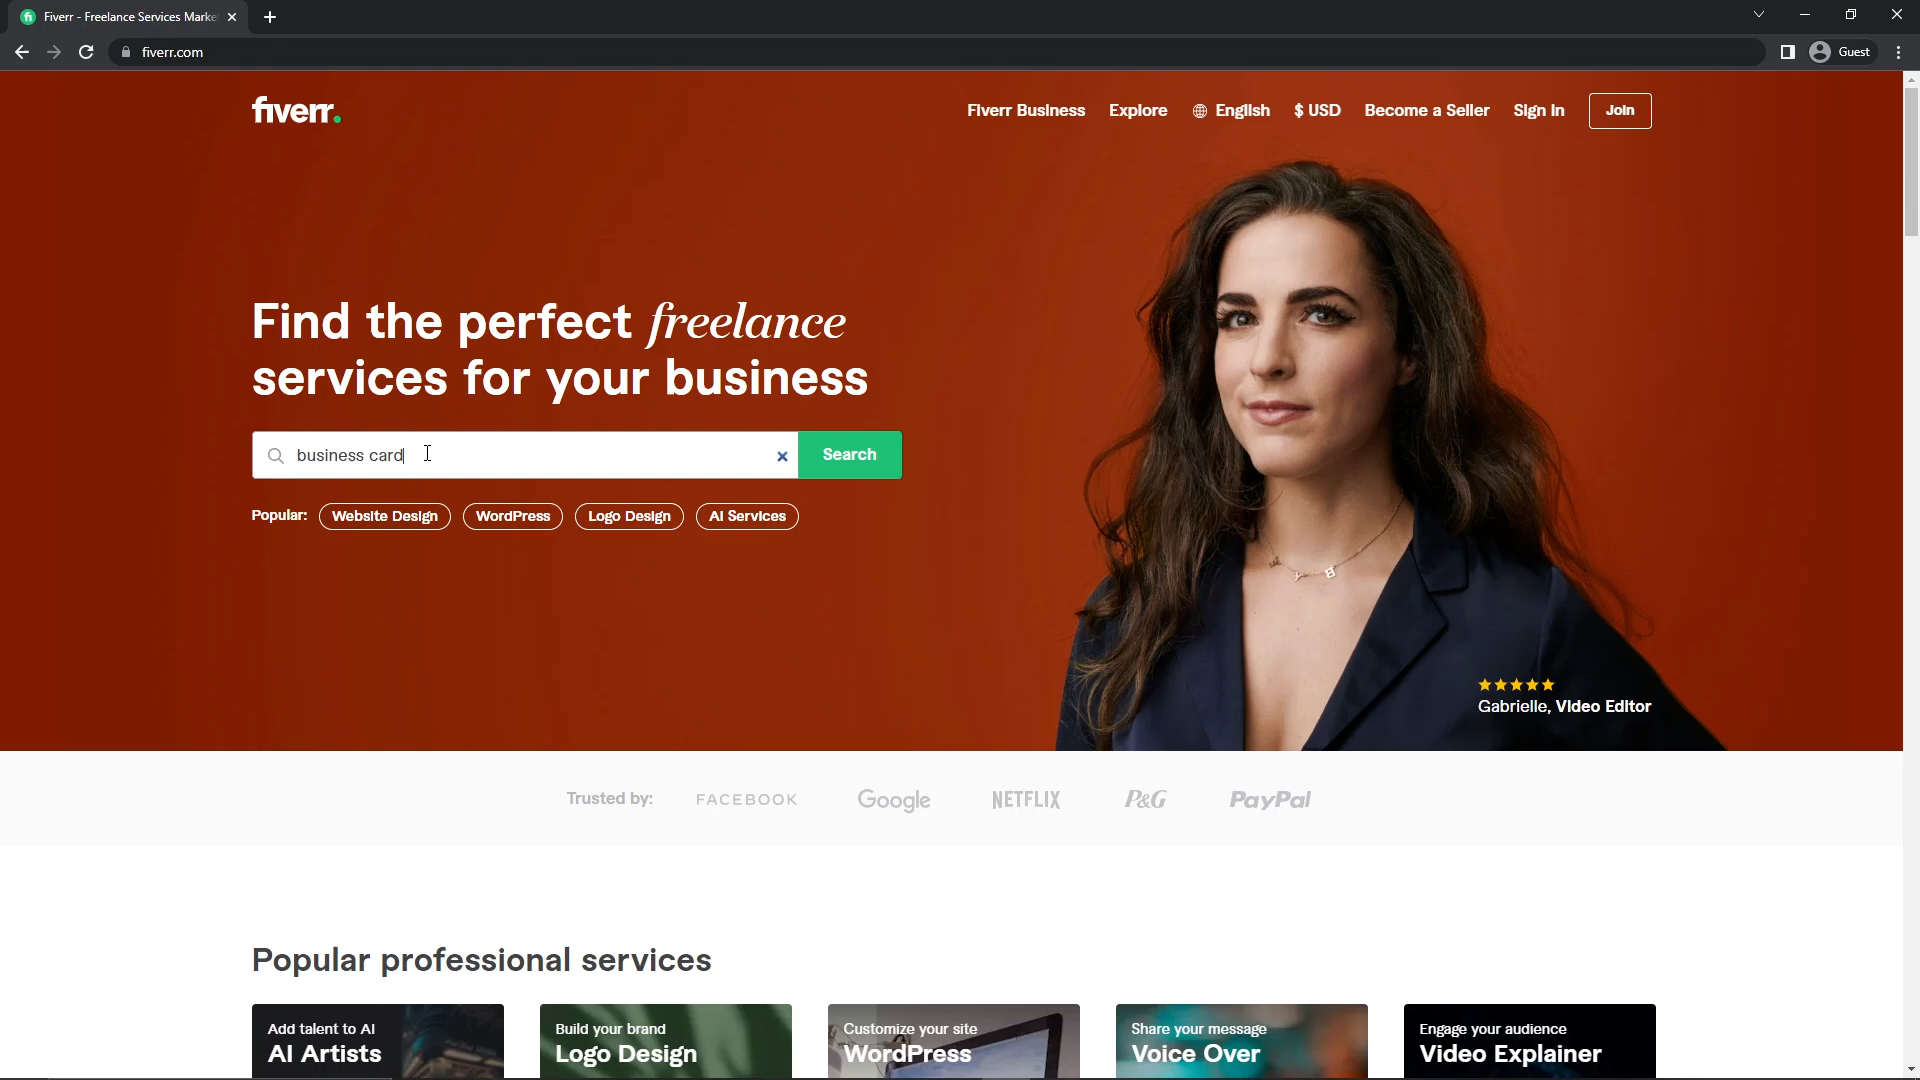 Fiverr - Freelance Services Marke
fiverr.com
Guest
fiverr.
Fiverr Business
Explore
English
$ USD
Become a Seller
Sign In
Join
Find the perfect freelance
services for your business
business card
Search
Popular:
Website Design
WordPress
Logo Design
AI Services
Gabrielle, Video Editor
Trusted by:
FACEBOOK
Google
NETFLIX
P&G
PayPal
Popular professional services
Add talent to AI
AI Artists
Build your brand
Logo Design
Customize your site
WordPress
Share your message
Voice Over
Engage your audience
Video Explainer